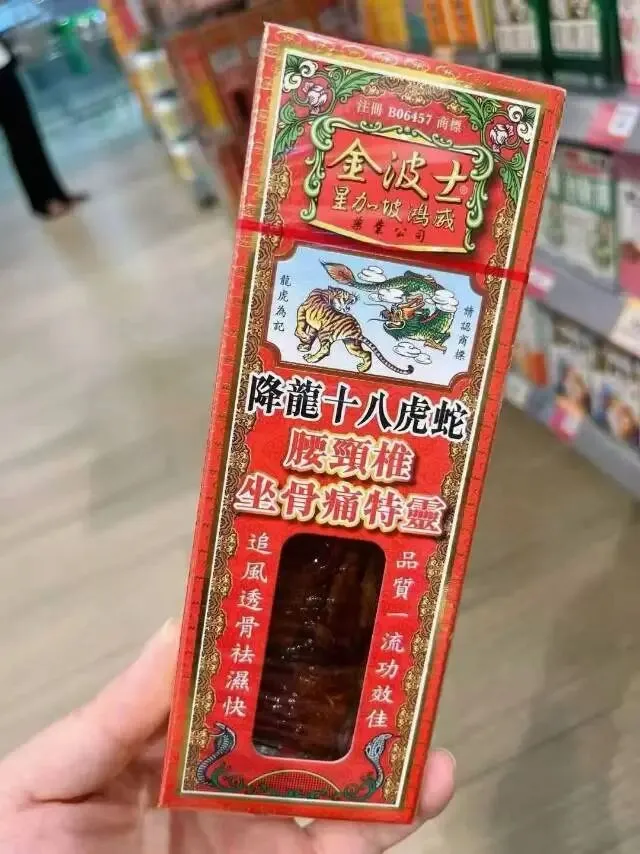 注冊 B06457 商標
金波士®
星加坡鴻威
藥業公司
龍虎為記
請認商標
降龍十八虎蛇
腰頸椎
坐骨痛特靈
追風透骨祛濕快
品質一流功效佳